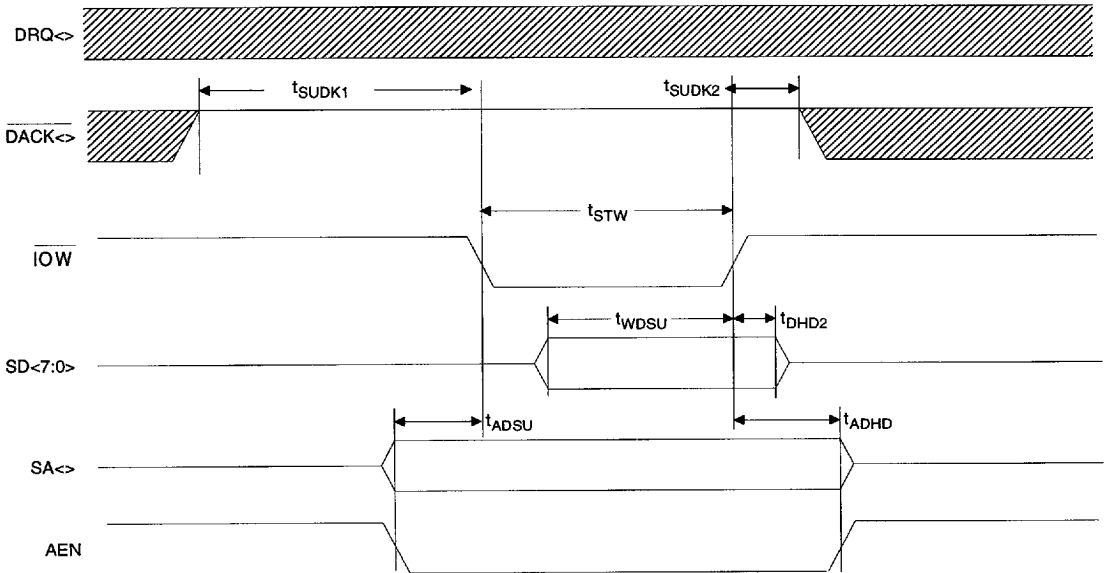 DRQ<>
tSUDK1
tSUDK2
DACK<>
tSTW
IOW
tWDSU
tDHD2
SD<7:0>
tADSU
tADHD
SA<>
AEN